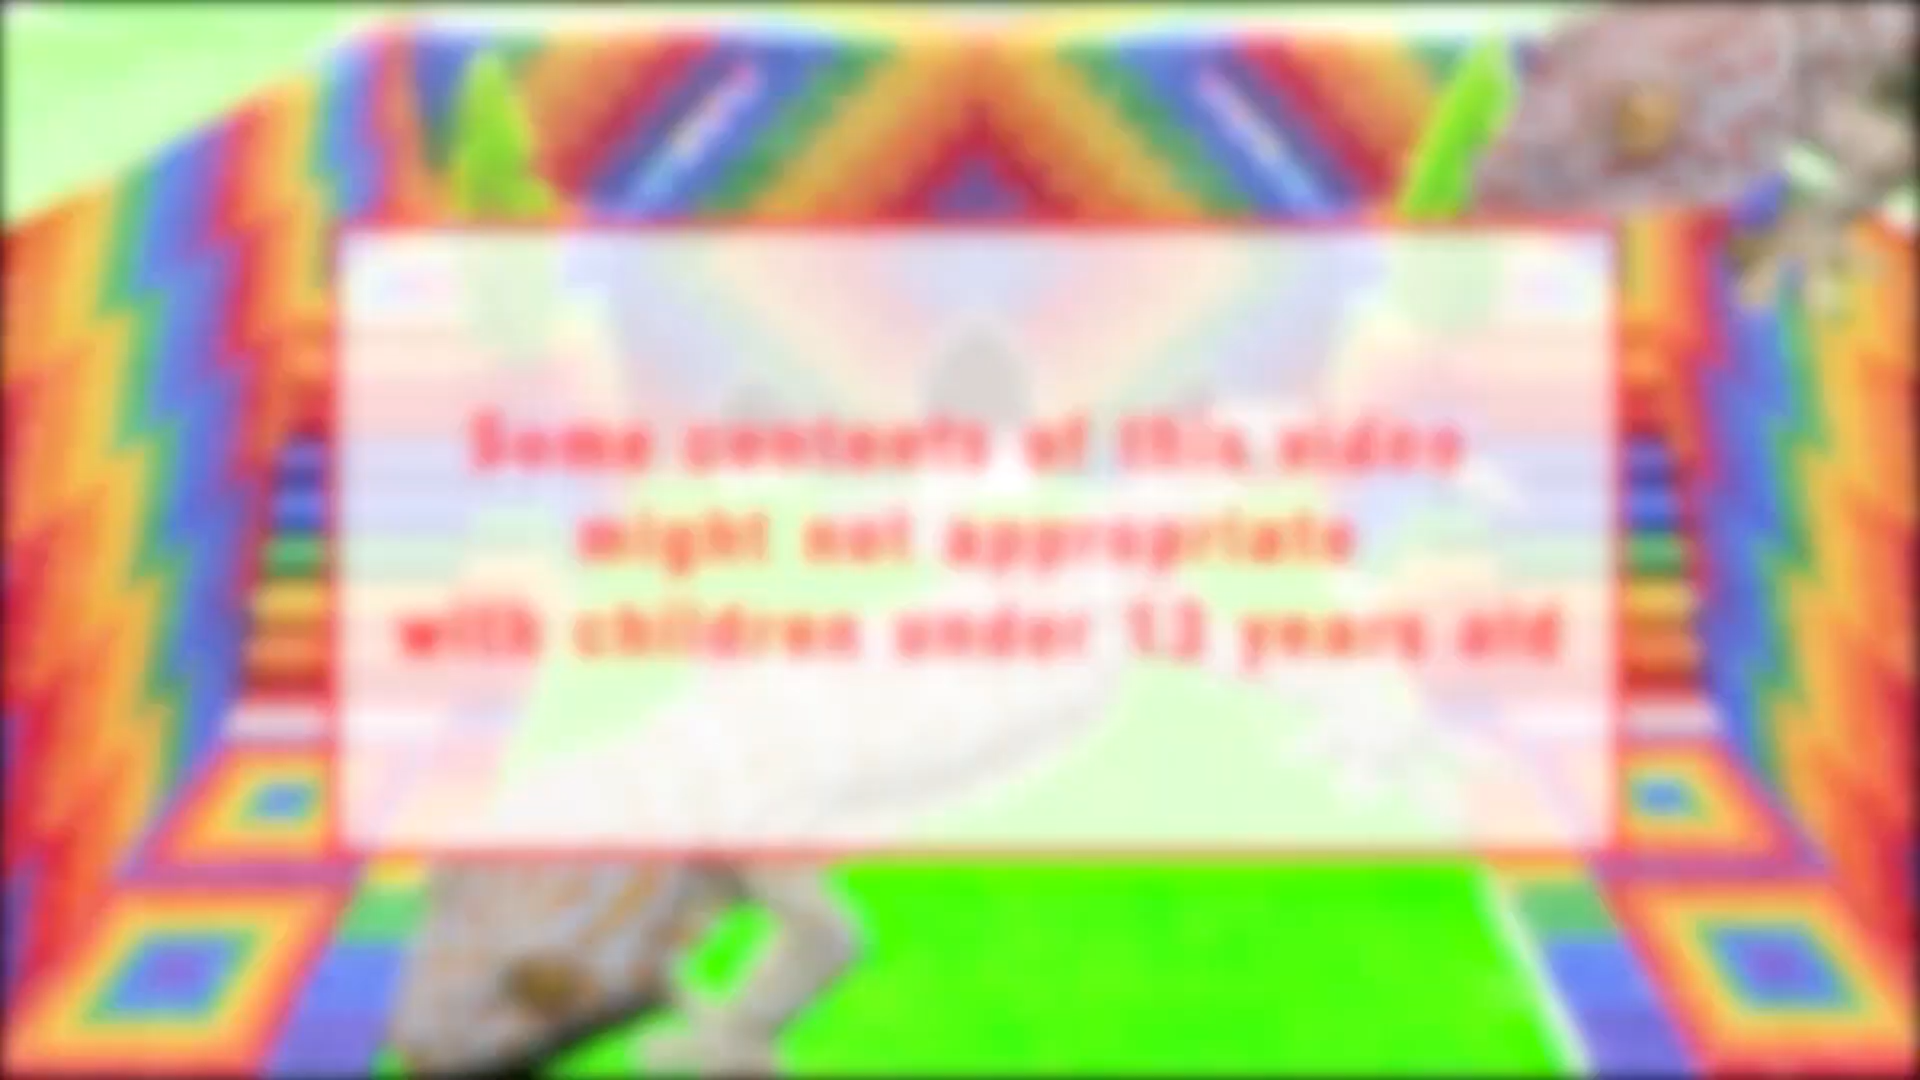 Some contents of this video
might not appropriate
with children under 13 years old